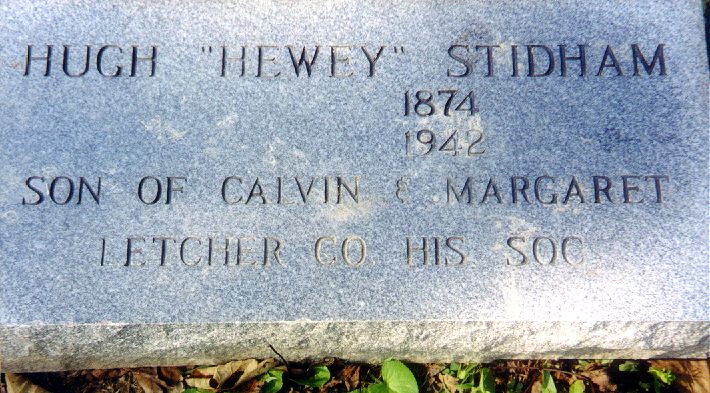 HUGH "HEWEY" STIDHAM
1874
1942
SON OF CALVIN & MARGARET
LETCHER CO HIS SOC